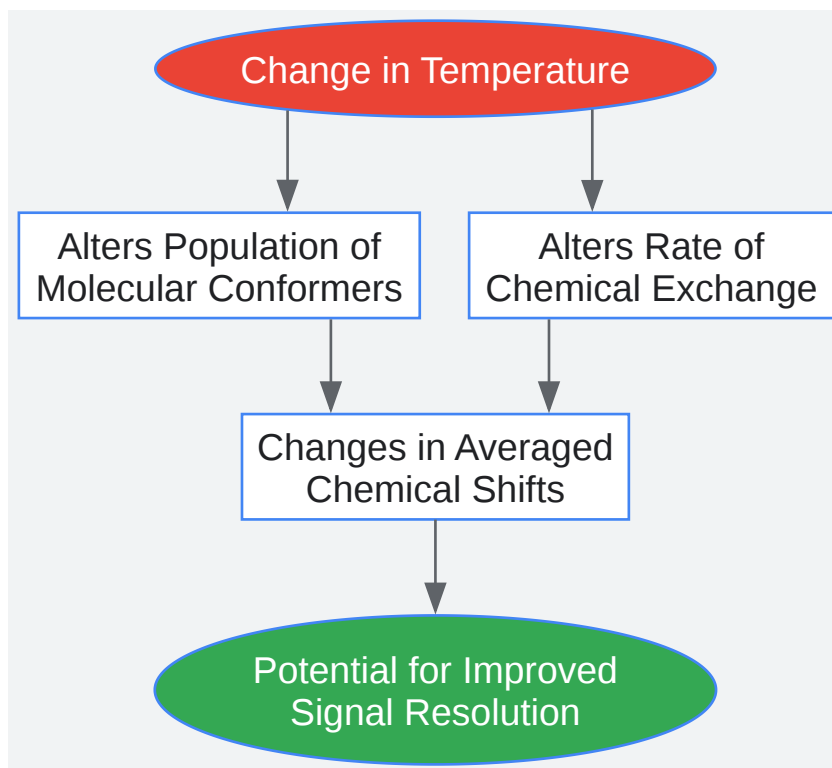 Change in Temperature
Alters Population of
Molecular Conformers
Alters Rate of
Chemical Exchange
Changes in Averaged
Chemical Shifts
Potential for Improved
Signal Resolution